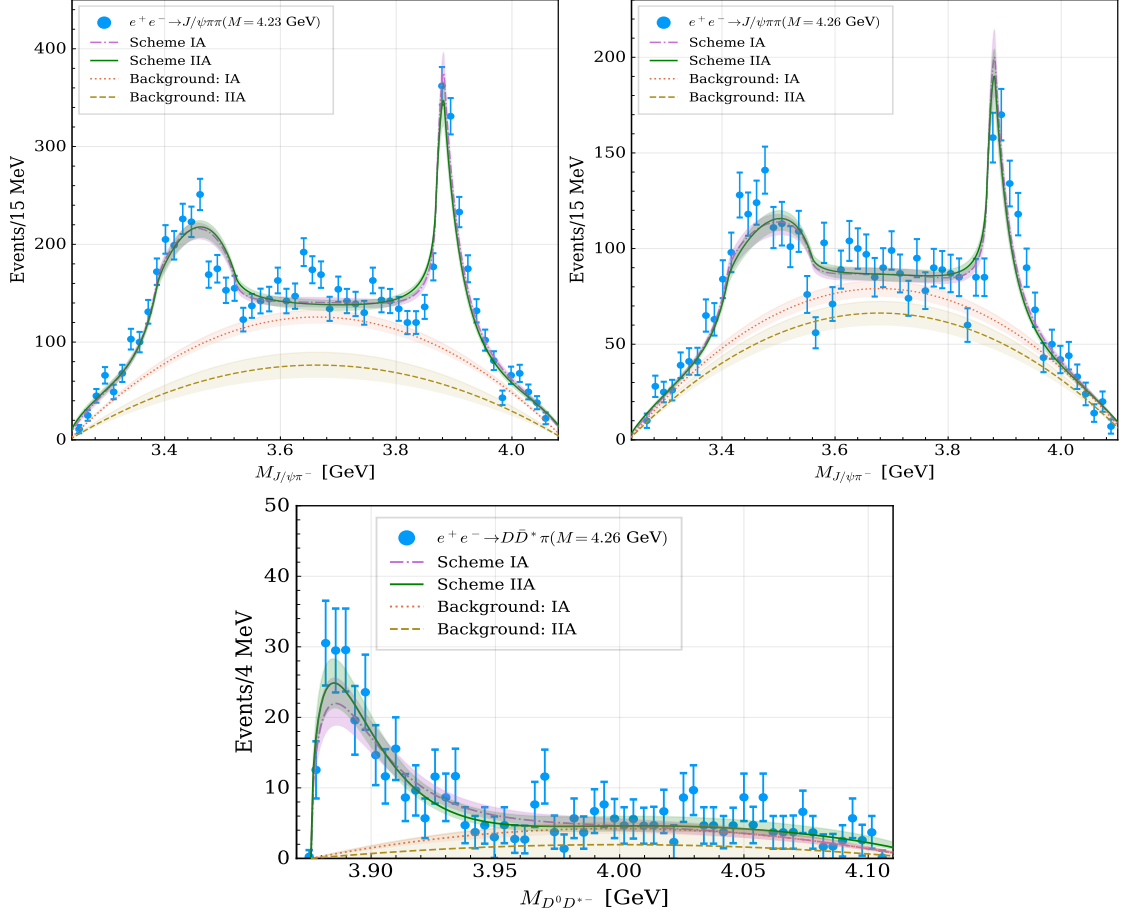 400
300
200
100
0
Events/15 MeV
e⁺e⁻→J/ψππ(M = 4.23 GeV)
Scheme IA
Scheme IIA
Background: IA
Background: IIA
3.4 3.6 3.8 4.0
M_{J/ψπ⁻} [GeV]
200
150
100
50
0
Events/15 MeV
e⁺e⁻→J/ψππ(M = 4.26 GeV)
Scheme IA
Scheme IIA
Background: IA
Background: IIA
3.4 3.6 3.8 4.0
M_{J/ψπ⁻} [GeV]
50
40
30
20
10
0
Events/4 MeV
e⁺e⁻→DD̄*π(M = 4.26 GeV)
Scheme IA
Scheme IIA
Background: IA
Background: IIA
3.90 3.95 4.00 4.05 4.10
M_{D⁰D*⁻} [GeV]